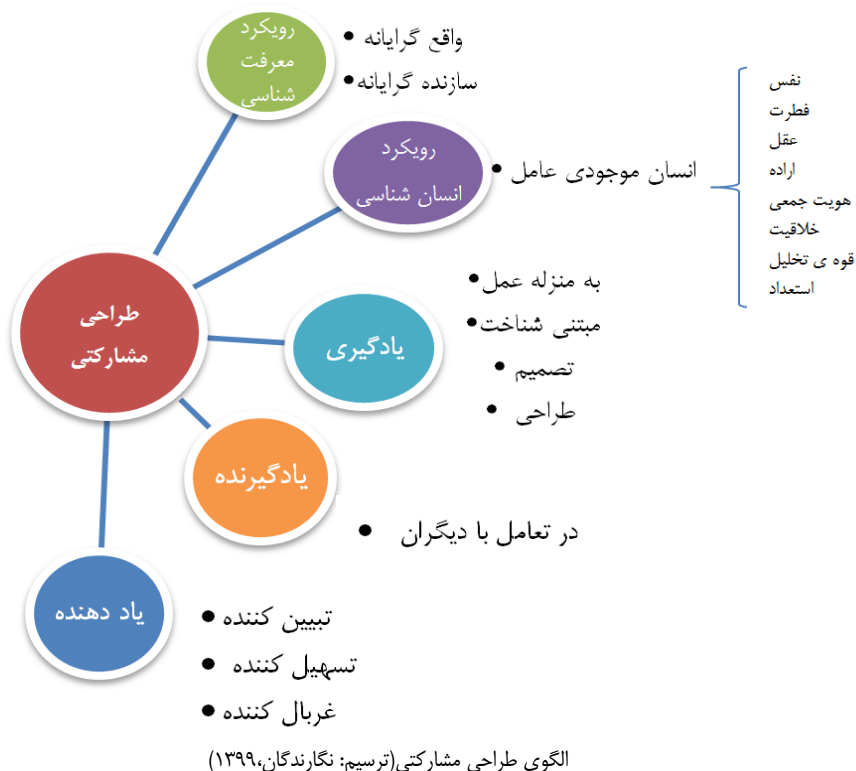 رویکرد
معرفت
شناسی
واقع گرایانه
سازنده گرایانه
رویکرد
انسان شناسی
انسان موجودی عامل
نفس
فطرت
عقل
اراده
هویت جمعی
خلاقیت
قوه ی تخلیل
استعداد
طراحی
مشارکتی
یادگیری
به منزله عمل
مبتنی شناخت
تصمیم
طراحی
یادگیرنده
در تعامل با دیگران
یاد دهنده
تبیین کننده
تسهیل کننده
غربال کننده
الگوی طراحی مشارکتی(ترسیم: نگارندگان،۱۳۹۹)